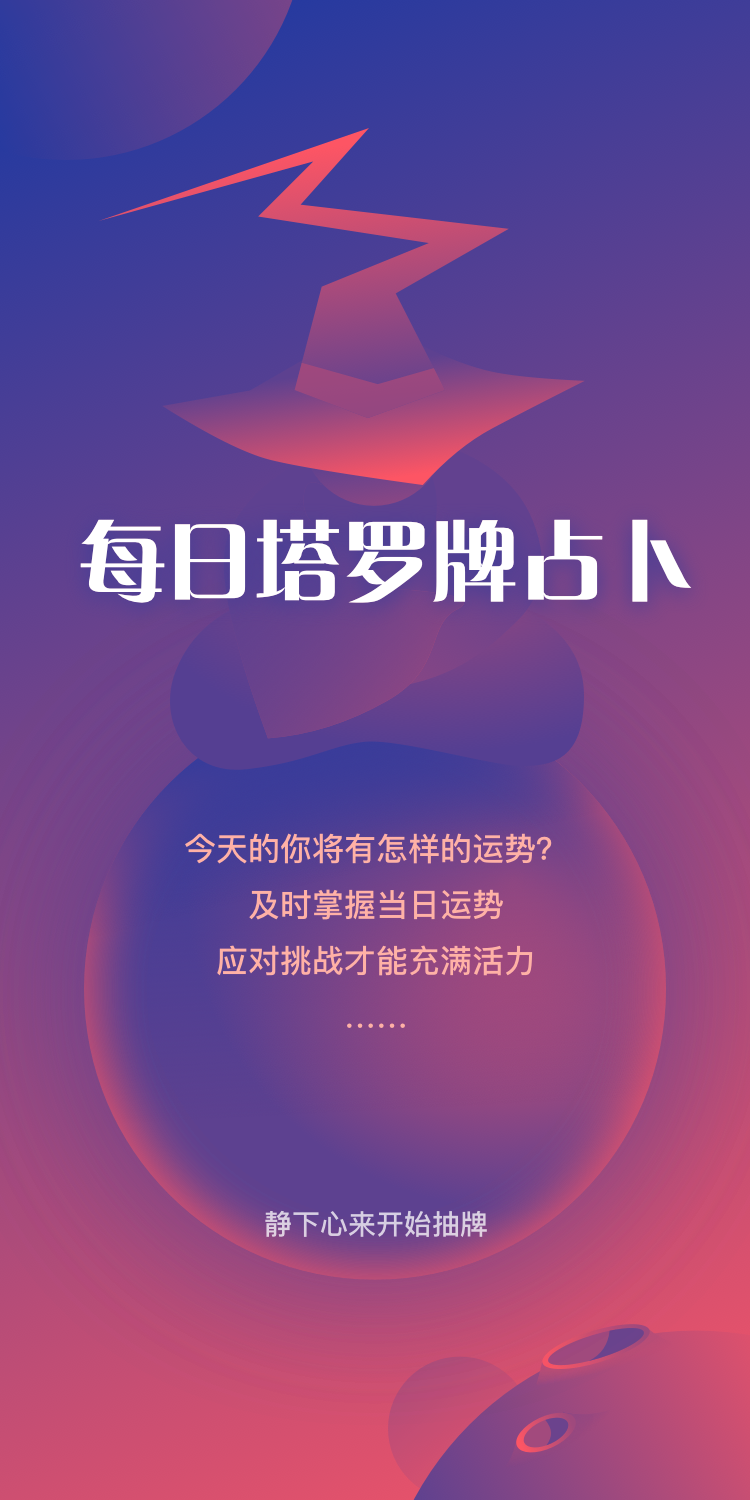 每日塔罗牌占卜
今天的你将有怎样的运势?
及时掌握当日运势
应对挑战才能充满活力
······
静下心来开始抽牌